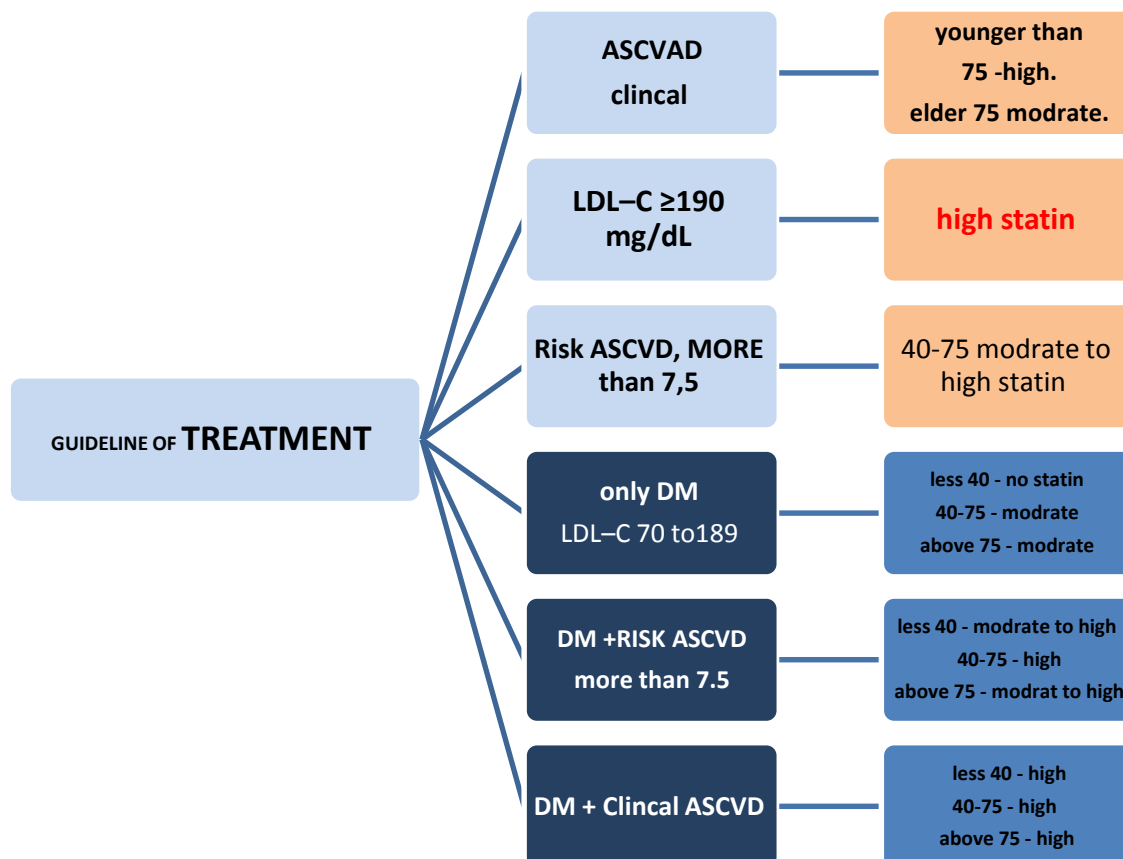 GUIDELINE OF TREATMENT
ASCVAD
clincal
younger than
75 -high.
elder 75 modrate.
LDL–C ≥190
mg/dL
high statin
Risk ASCVD, MORE
than 7,5
40-75 modrate to
high statin
only DM
LDL–C 70 to189
less 40 - no statin
40-75 - modrate
above 75 - modrate
DM +RISK ASCVD
more than 7.5
less 40 - modrate to high
40-75 - high
above 75 - modrat to high
DM + Clincal ASCVD
less 40 - high
40-75 - high
above 75 - high